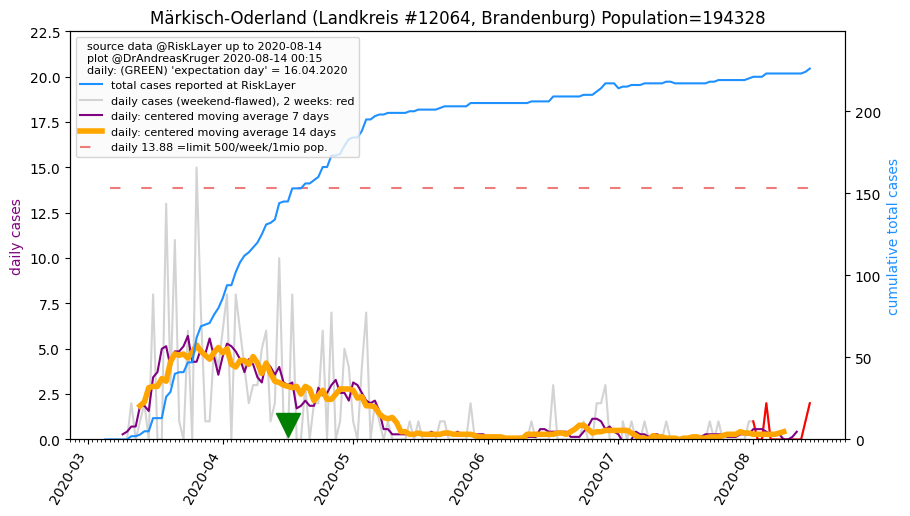 Märkisch-Oderland (Landkreis #12064, Brandenburg) Population=194328
source data @RiskLayer up to 2020-08-14
plot @DrAndreasKruger 2020-08-14 00:15
daily: (GREEN) 'expectation day' = 16.04.2020
total cases reported at RiskLayer
daily cases (weekend-flawed), 2 weeks: red
daily: centered moving average 7 days
daily: centered moving average 14 days
daily 13.88 =limit 500/week/1mio pop.
daily cases
22.5
20.0
17.5
15.0
12.5
10.0
7.5
5.0
2.5
0.0
cumulative total cases
200
150
100
50
0
2020-03
2020-04
2020-05
2020-06
2020-07
2020-08